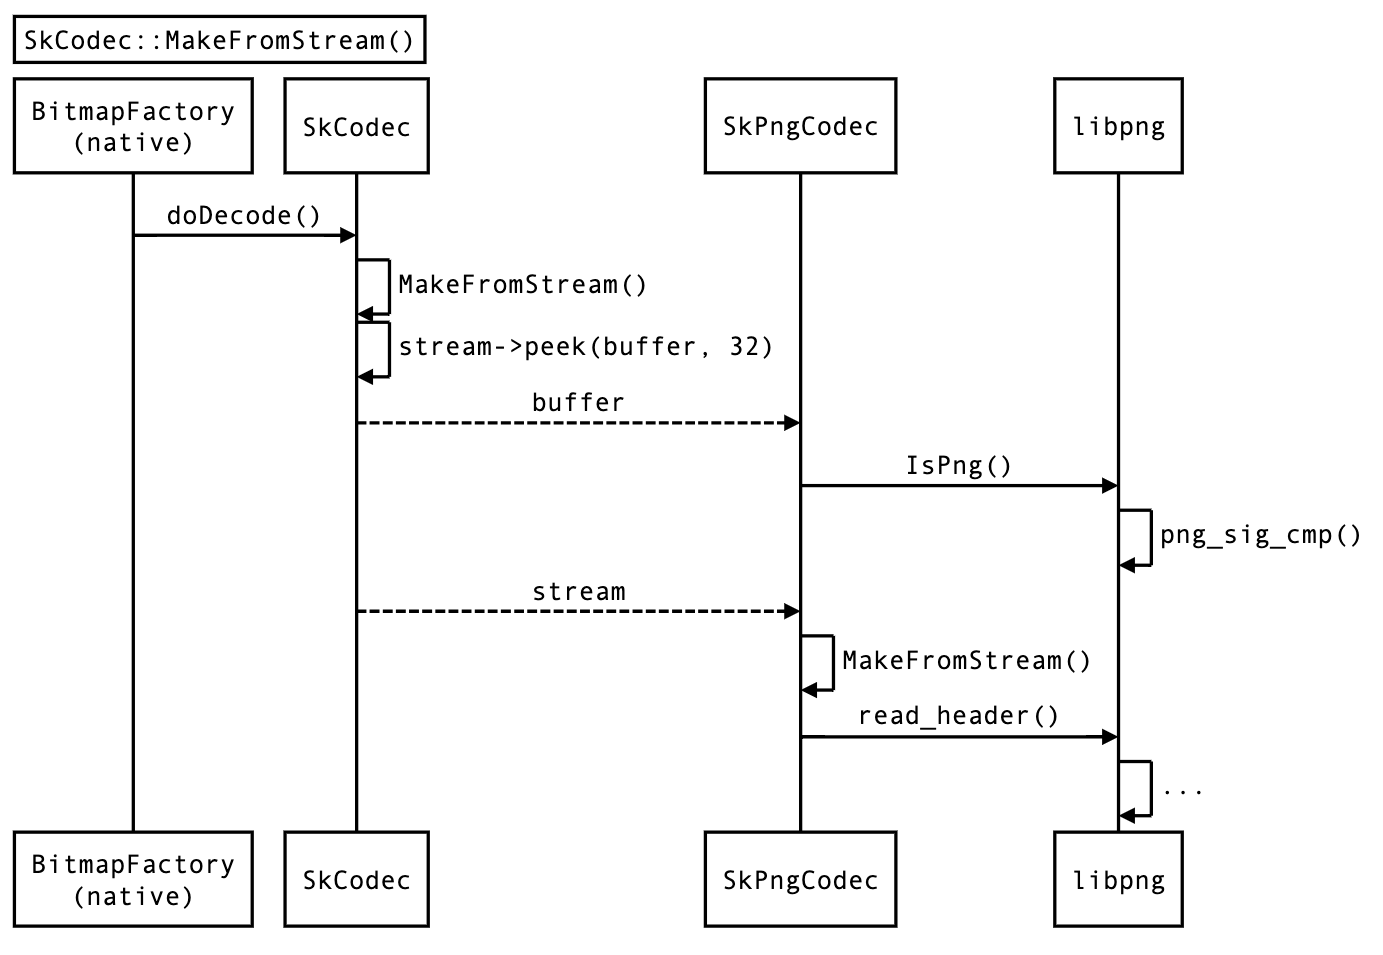 SkCodec::MakeFromStream()
BitmapFactory
(native)
SkCodec
SkPngCodec
libpng
doDecode()
MakeFromStream()
stream->peek(buffer, 32)
buffer
IsPng()
png_sig_cmp()
stream
MakeFromStream()
read_header()
...
BitmapFactory
(native)
SkCodec
SkPngCodec
libpng